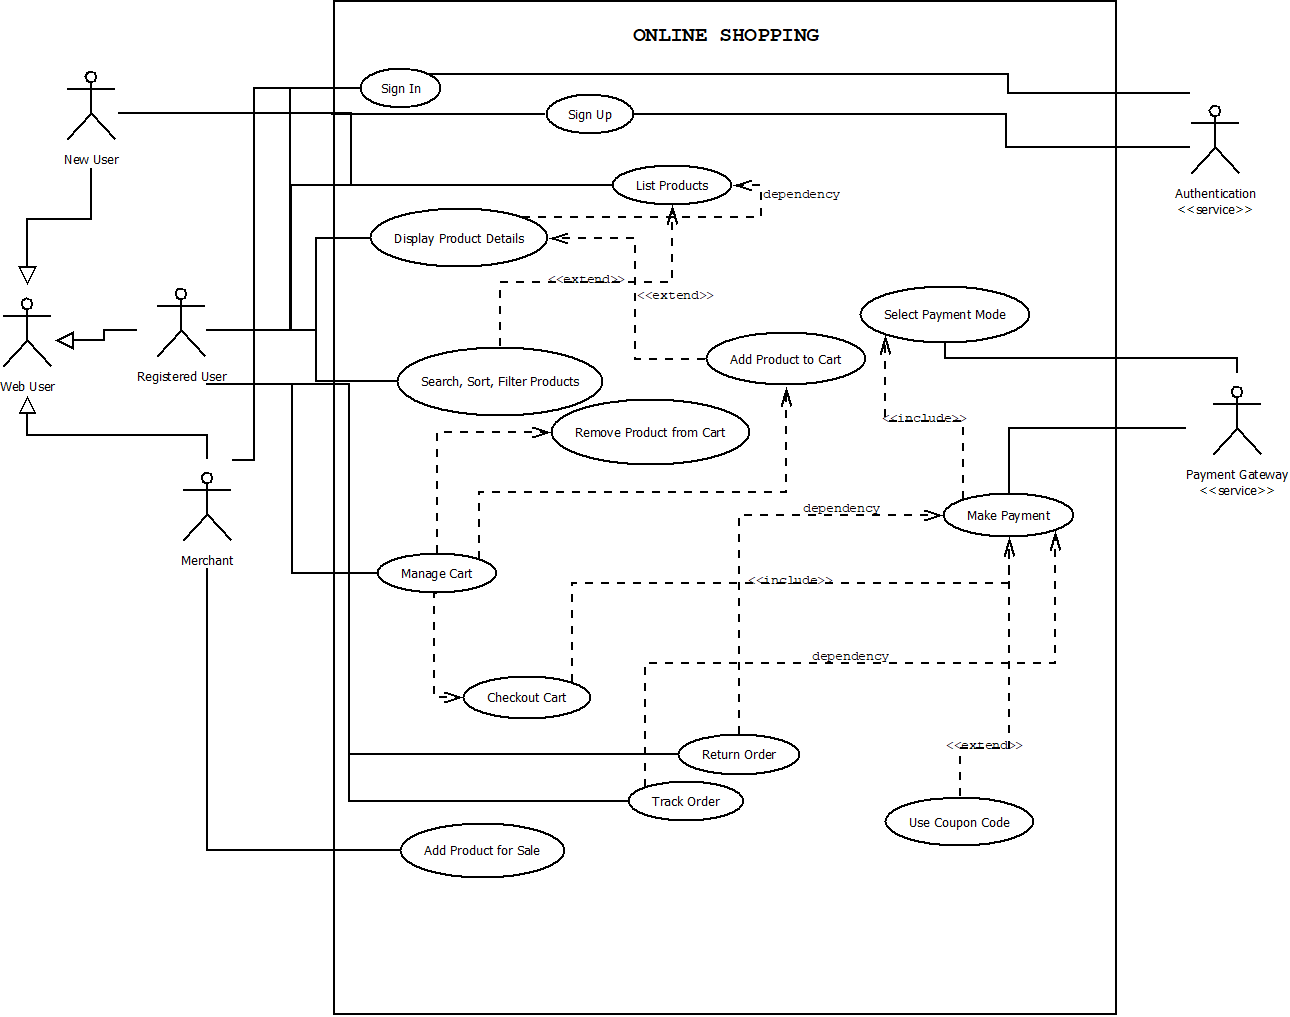 ONLINE SHOPPING
Sign In
Sign Up
New User
List Products
dependency
Authentication
<<service>>
Display Product Details
<<extend>>
<<extend>>
Select Payment Mode
Add Product to Cart
Registered User
Web User
Search, Sort, Filter Products
<<include>>
Remove Product from Cart
Payment Gateway
<<service>>
dependency
Make Payment
Merchant
Manage Cart
<<include>>
dependency
Checkout Cart
<<extend>>
Return Order
Track Order
Use Coupon Code
Add Product for Sale